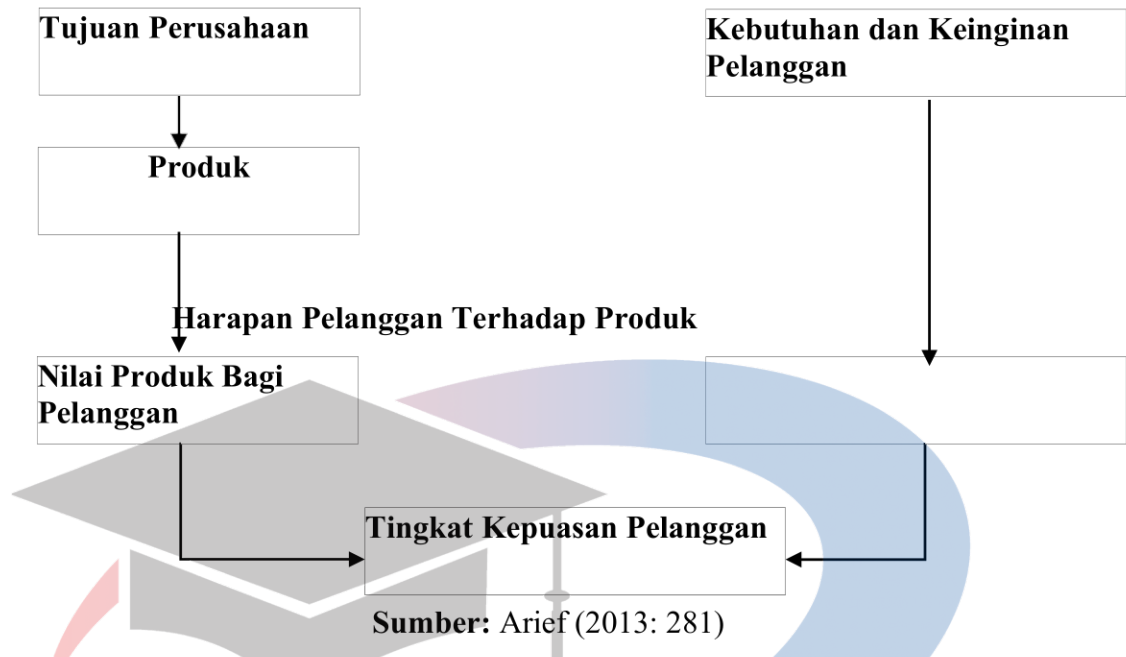 Tujuan Perusahaan
Kebutuhan dan Keinginan
Pelanggan
Produk
Harapan Pelanggan Terhadap Produk
Nilai Produk Bagi
Pelanggan
Tingkat Kepuasan Pelanggan
Sumber: Arief (2013: 281)